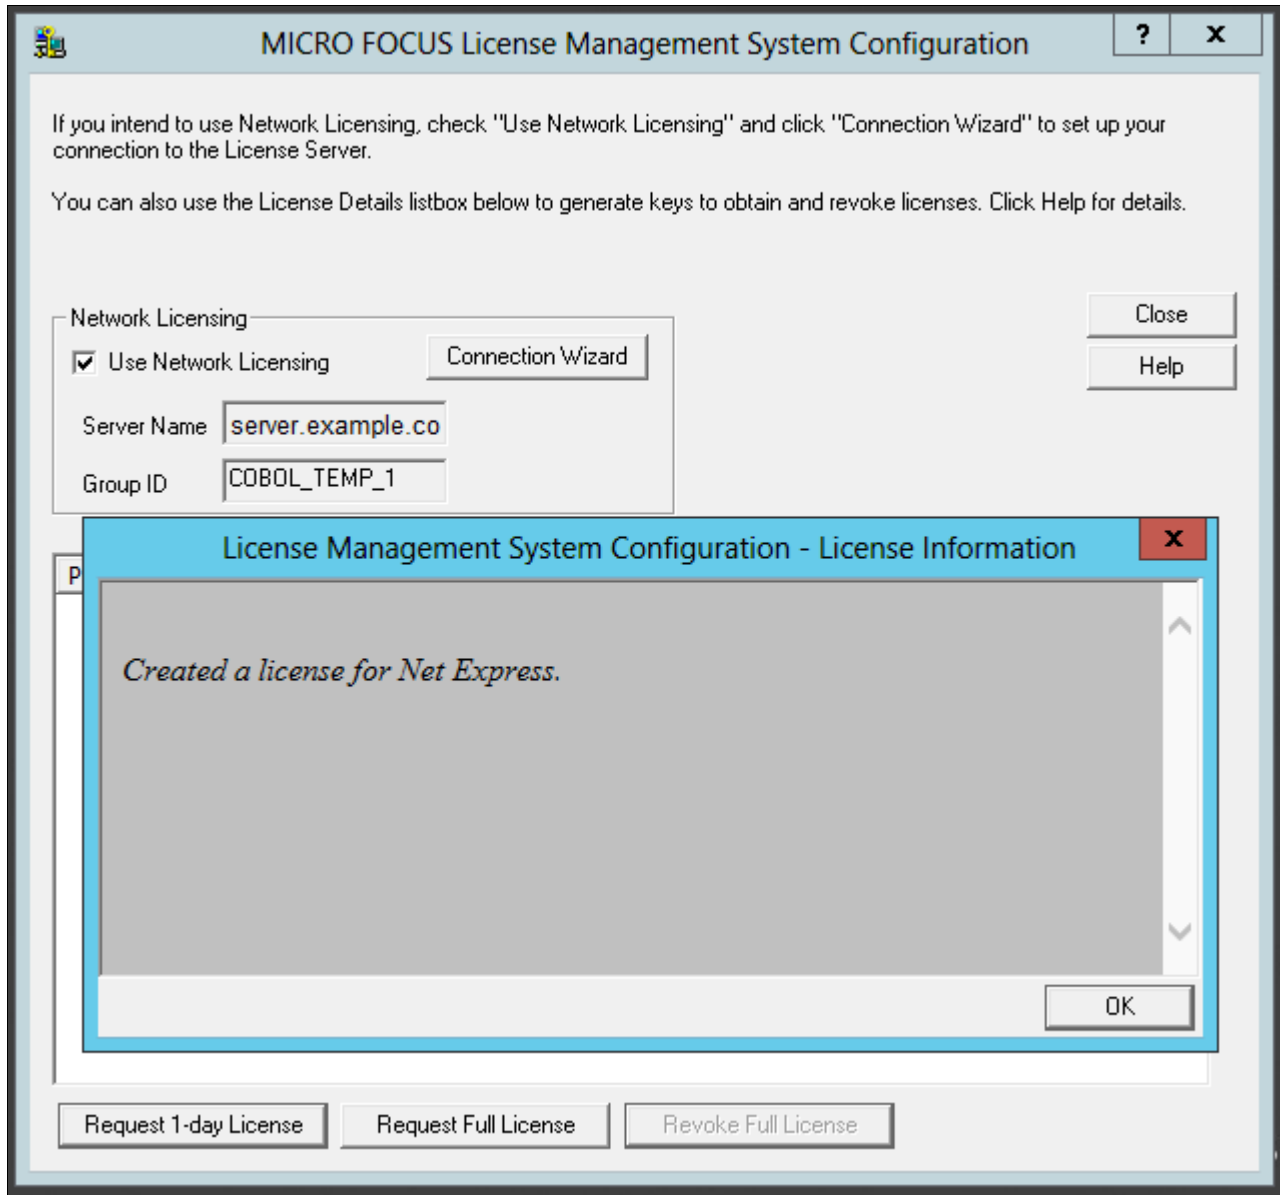 MICRO FOCUS License Management System Configuration
? x
If you intend to use Network Licensing, check "Use Network Licensing" and click "Connection Wizard" to set up your
connection to the License Server.
You can also use the License Details listbox below to generate keys to obtain and revoke licenses. Click Help for details.
Close
Help
Network Licensing
Use Network Licensing
Connection Wizard
Server Name
server.example.co
Group ID
COBOL_TEMP_1
License Management System Configuration - License Information
x
P
Created a license for Net Express.
OK
Request 1-day License
Request Full License
Revoke Full License